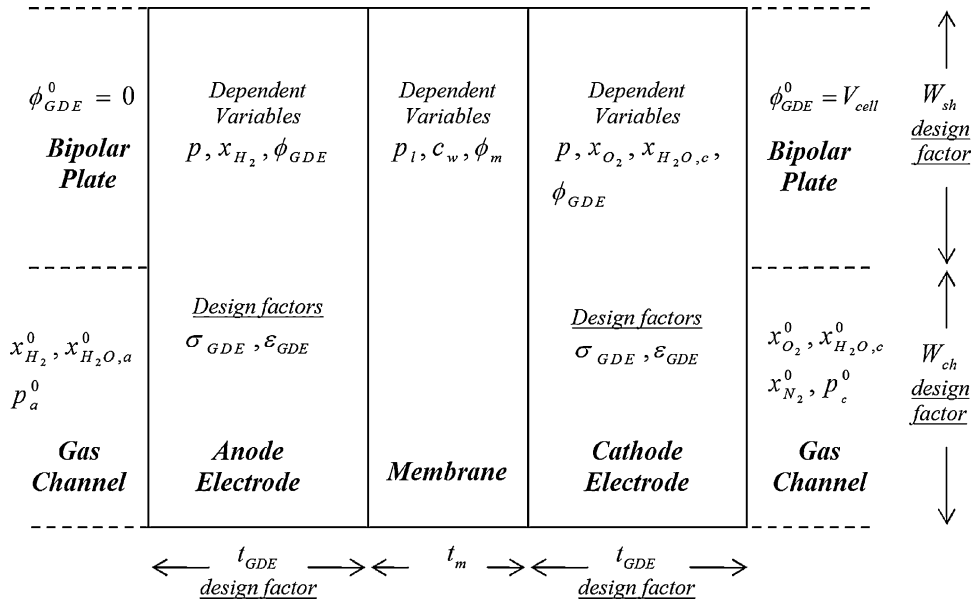 ϕ⁰_GDE = 0
Bipolar
Plate
Dependent
Variables
p, x_H₂, ϕ_GDE
Dependent
Variables
p_l, c_w, ϕ_m
Dependent
Variables
p, x_O₂, x_H₂O,c,
ϕ_GDE
ϕ⁰_GDE = V_cell
Bipolar
Plate
W_sh
design
factor
x⁰_H₂, x⁰_H₂O,a
p⁰_a
Gas
Channel
Design factors
σ_GDE, ε_GDE
Anode
Electrode
Membrane
Design factors
σ_GDE, ε_GDE
Cathode
Electrode
x⁰_O₂, x⁰_H₂O,c
x⁰_N₂, p⁰_c
Gas
Channel
W_ch
design
factor
t_GDE
design factor
t_m
t_GDE
design factor